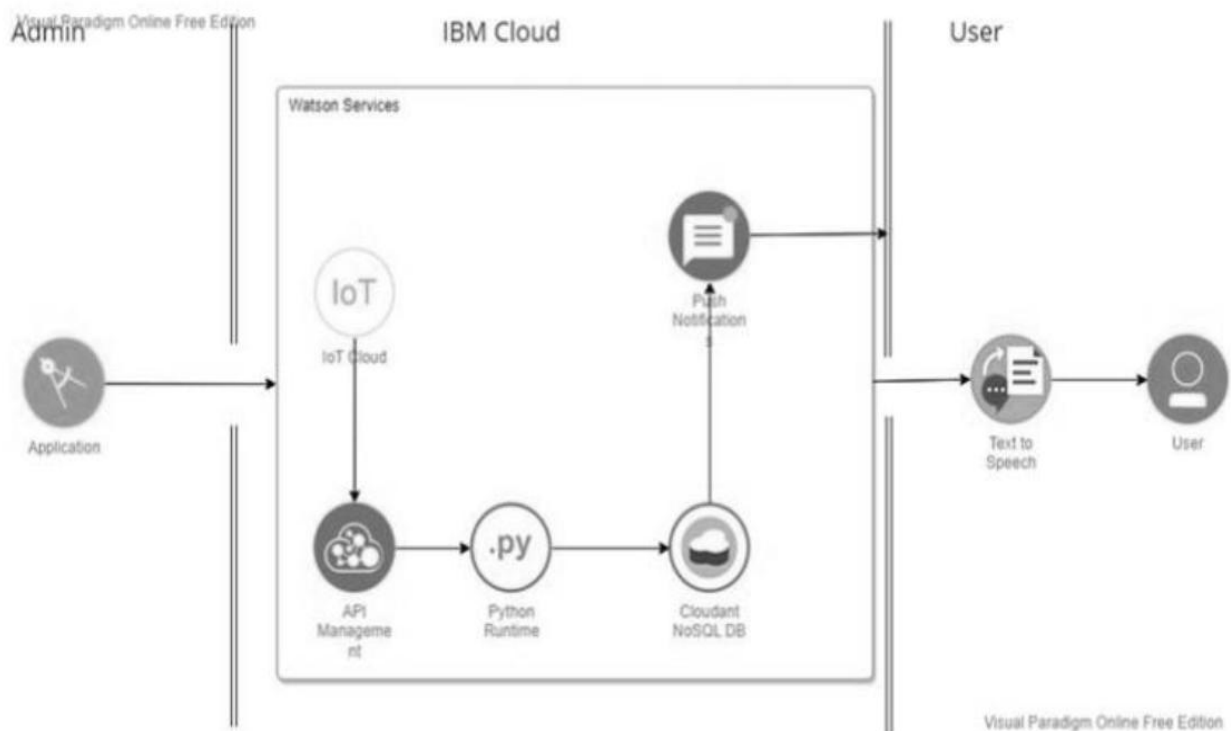 Visual Paradigm Online Free Edition
Admin
IBM Cloud
User
Watson Services
IoT
IoT Cloud
Push
Notification
s
Application
Text to
Speech
User
.py
API
Manageme
nt
Python
Runtime
Cloudant
NoSQL DB
Visual Paradigm Online Free Edition